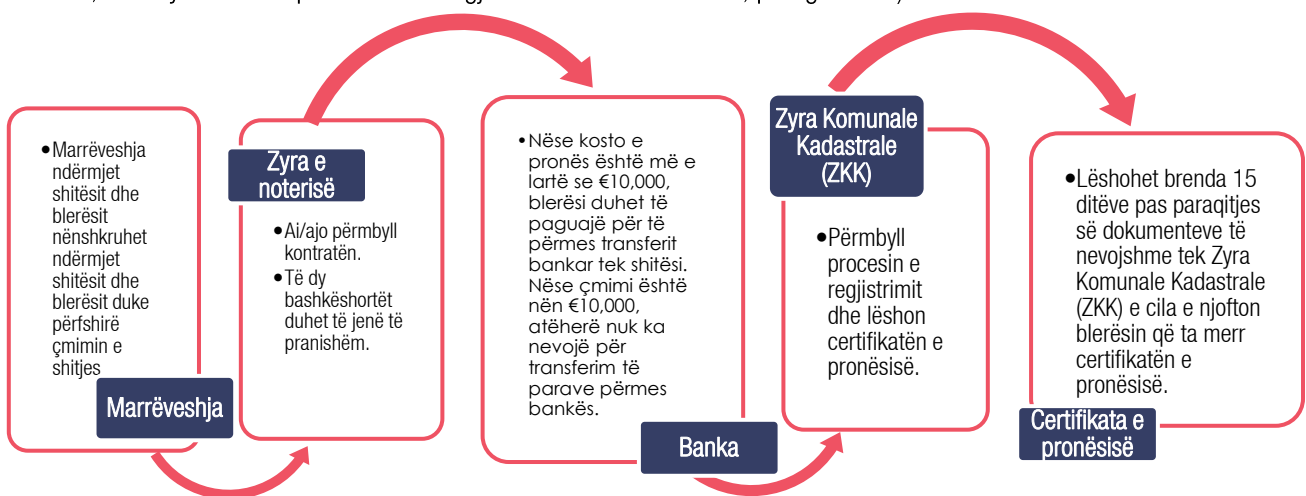 •Marrëveshja
ndërmjet
shitësit dhe
blerësit
nënshkruhet
ndërmjet
shitësit dhe
blerësit duke
përfshirë
çmimin e
shitjes
Marrëveshja
Zyra e
noterisë
•Ai/ajo përmbyll
kontratën.
•Të dy
bashkëshortët
duhet të jenë të
pranishëm.
•Nëse kosto e
pronës është më e
lartë se €10,000,
blerësi duhet të
paguajë për të
përmes transferit
bankar tek shitësi.
Nëse çmimi është
nën €10,000,
atëherë nuk ka
nevojë për
transferim të
parave përmes
bankës.
Banka
Zyra Komunale
Kadastrale
(ZKK)
•Përmbyll
procesin e
regjistrimit
dhe lëshon
certifikatën e
pronësisë.
•Lëshohet brenda 15
ditëve pas paraqitjes
së dokumenteve të
nevojshme tek Zyra
Komunale Kadastrale
(ZKK) e cila e njofton
blerësin që ta merr
certifikatën e
pronësisë.
Certifikata e
pronësisë